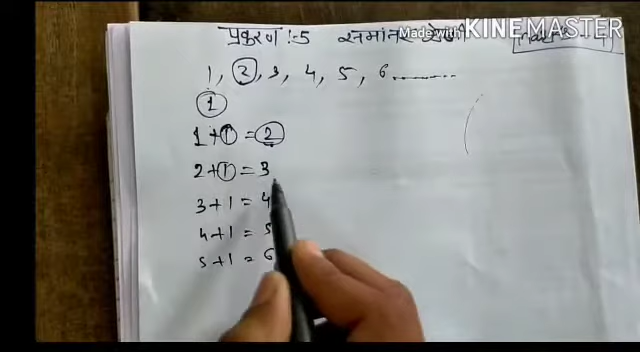 Made with KINEMASTER
प्रकरण :- 5 समांतर श्रेढी
1, 2, 3, 4, 5, 6........
1
1+1 = 2
2+1 = 3
3+1 = 4
4+1 = 5
5+1 = 6